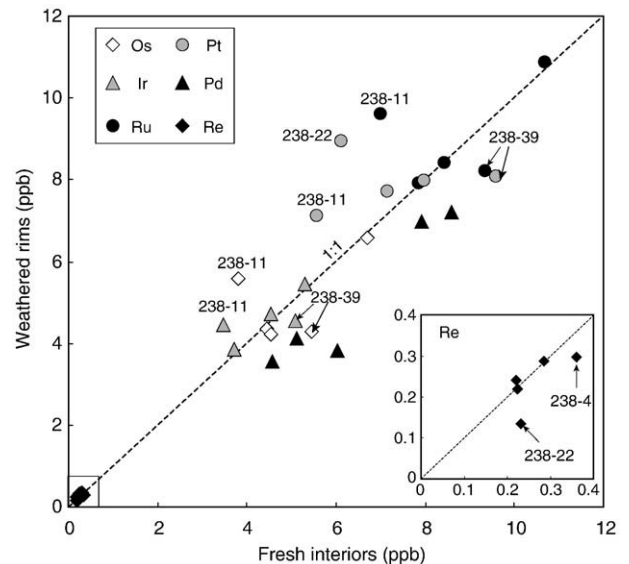 12
10
8
6
4
2
0
Weathered rims (ppb)
Os Pt
Ir Pd
Ru Re
238-11
238-22
238-39
238-11
1:1
238-11
238-11
238-39
0.4
Re
0.3
238-4
0.2
0.1
238-22
0
0 0.1 0.2 0.3 0.4
0 2 4 6 8 10 12
Fresh interiors (ppb)